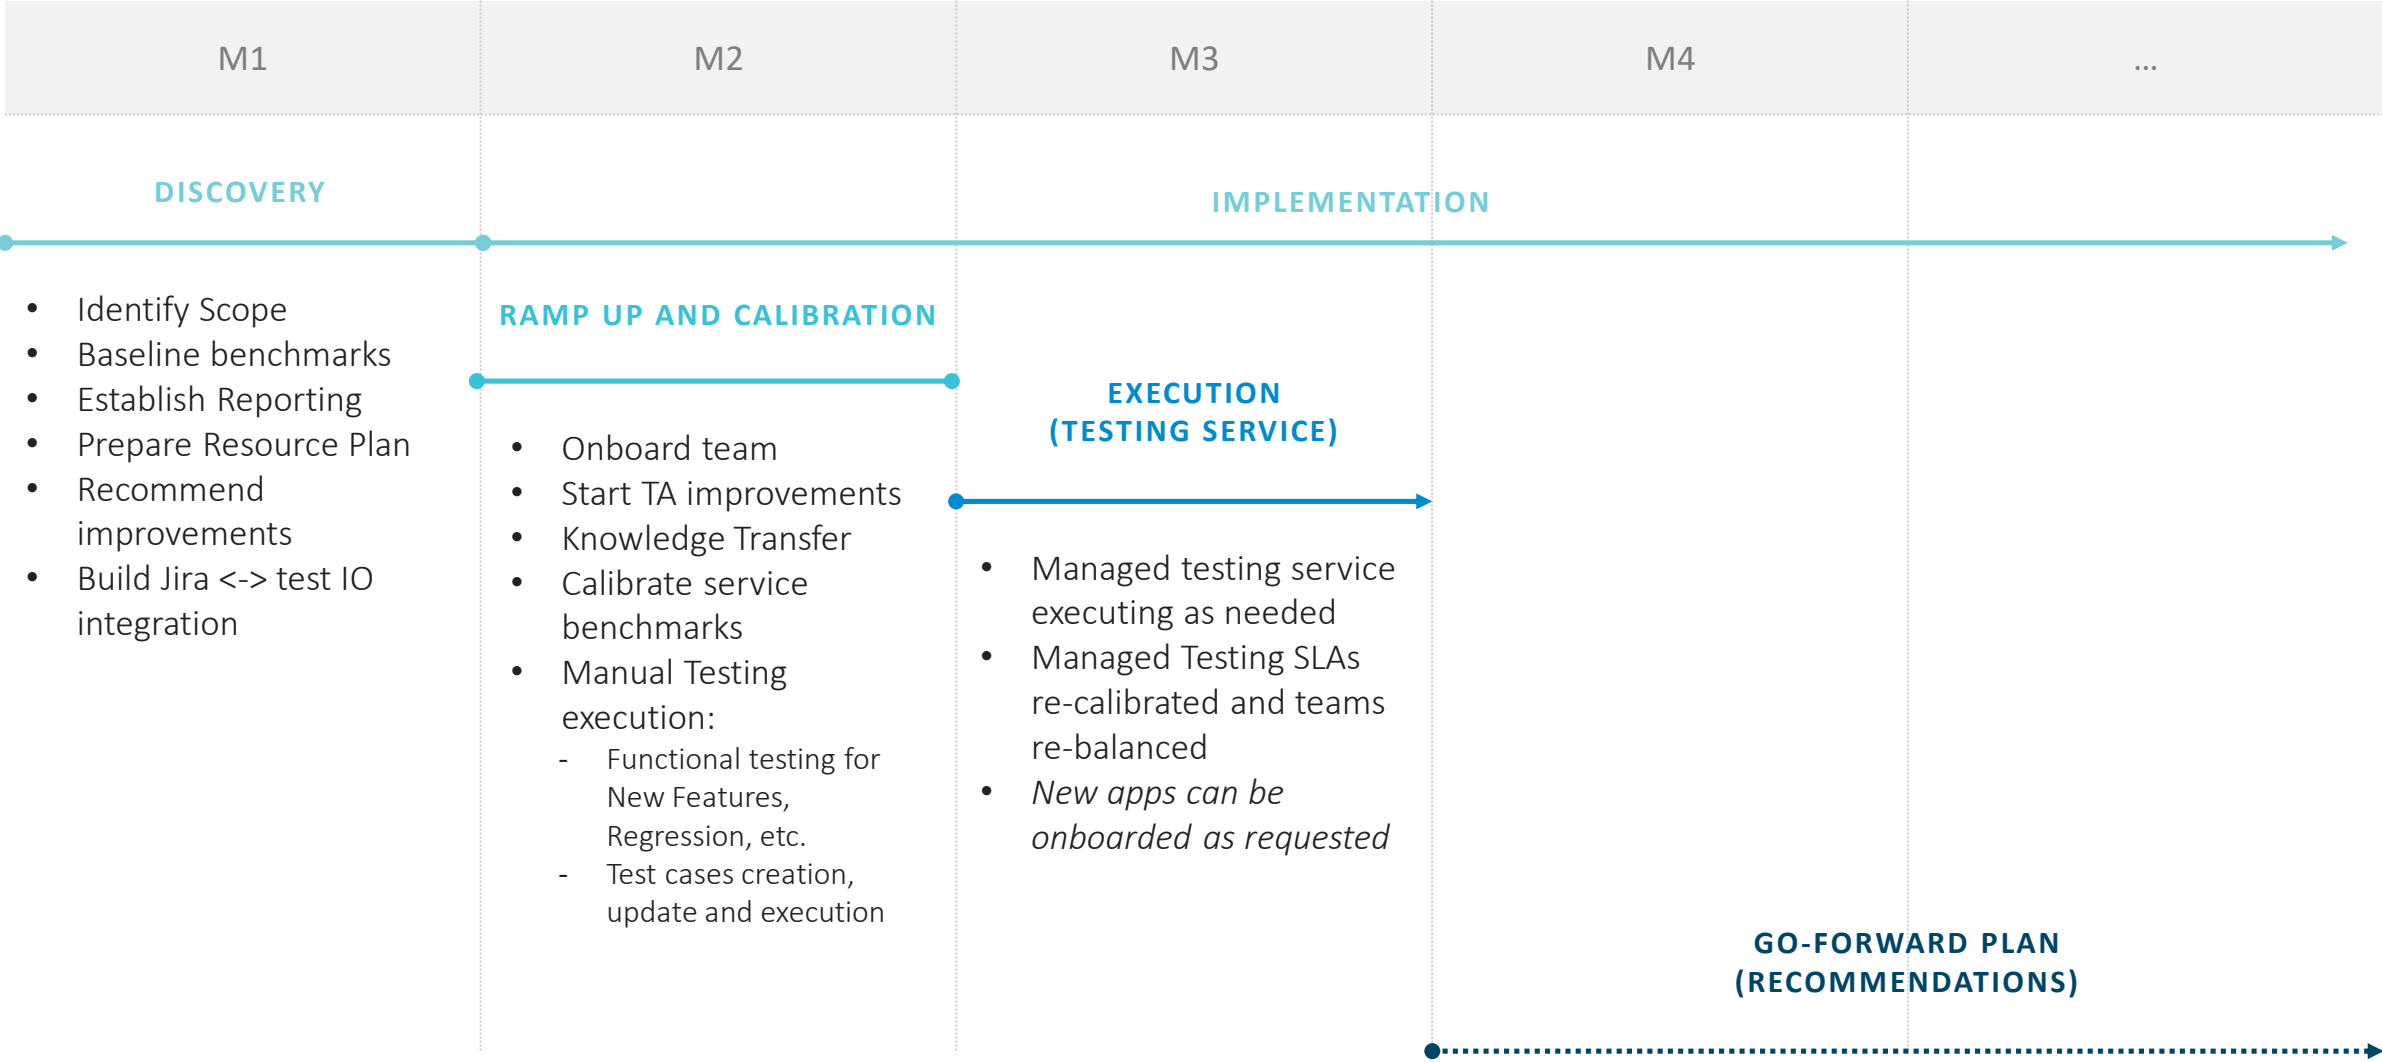 M1
M2
M3
M4
...
DISCOVERY
IMPLEMENTATION
• Identify Scope
• Baseline benchmarks
• Establish Reporting
• Prepare Resource Plan
• Recommend
improvements
• Build Jira <-> test IO
integration
RAMP UP AND CALIBRATION
• Onboard team
• Start TA improvements
• Knowledge Transfer
• Calibrate service
benchmarks
• Manual Testing
execution:
- Functional testing for
New Features,
Regression, etc.
- Test cases creation,
update and execution
EXECUTION
(TESTING SERVICE)
• Managed testing service
executing as needed
• Managed Testing SLAs
re-calibrated and teams
re-balanced
• New apps can be
onboarded as requested
GO-FORWARD PLAN
(RECOMMENDATIONS)